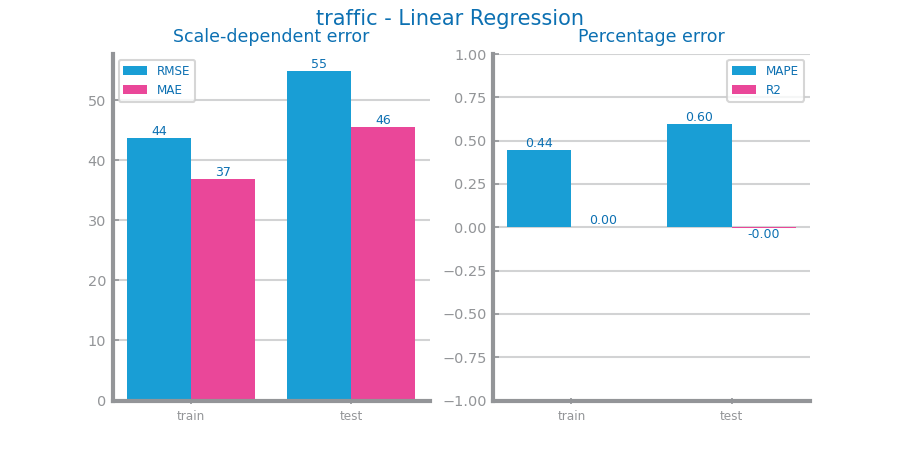 traffic - Linear Regression
Scale-dependent error
RMSE
MAE
50
40
30
20
10
0
44
37
55
46
train
test
Percentage error
MAPE
R2
1.00
0.75
0.50
0.25
0.00
−0.25
−0.50
−0.75
−1.00
0.44
0.00
0.60
-0.00
train
test